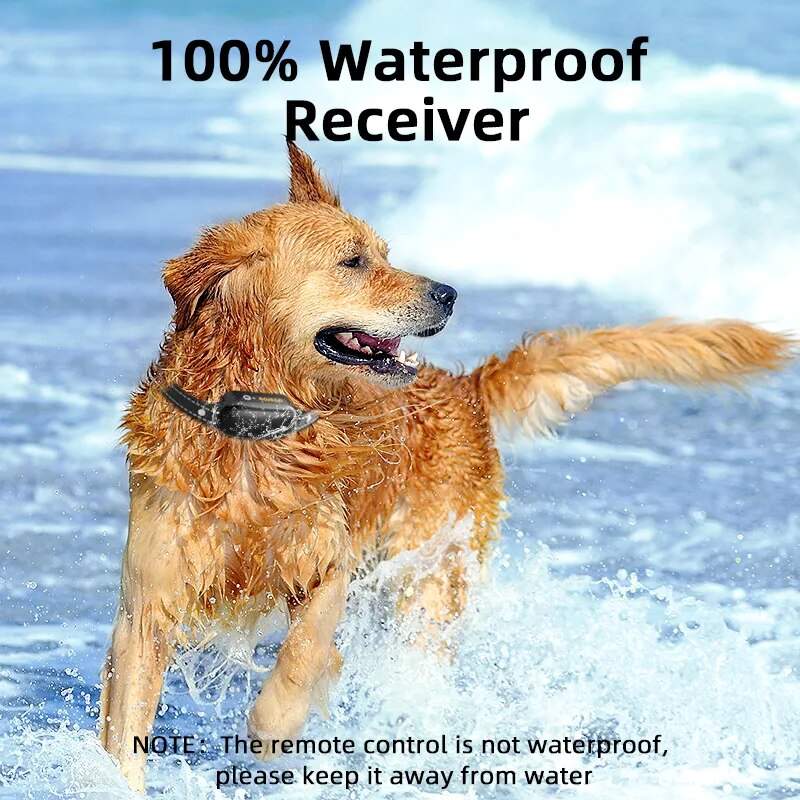 100% Waterproof
Receiver
NOTE: The remote control is not waterproof,
please keep it away from water